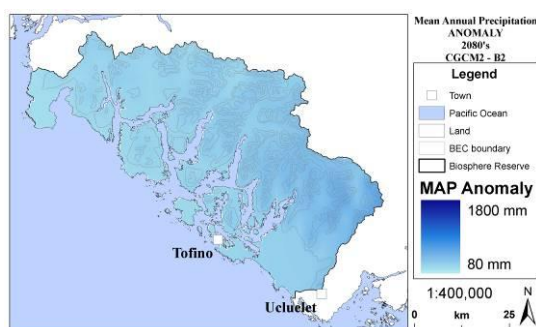 Mean Annual Precipitation
ANOMALY
2080's
CGCM2 - B2
Legend
Town
Pacific Ocean
Land
BEC boundary
Biosphere Reserve
MAP Anomaly
1800 mm
80 mm
1:400,000
N
0 km 35
Tofino
Ucluelet